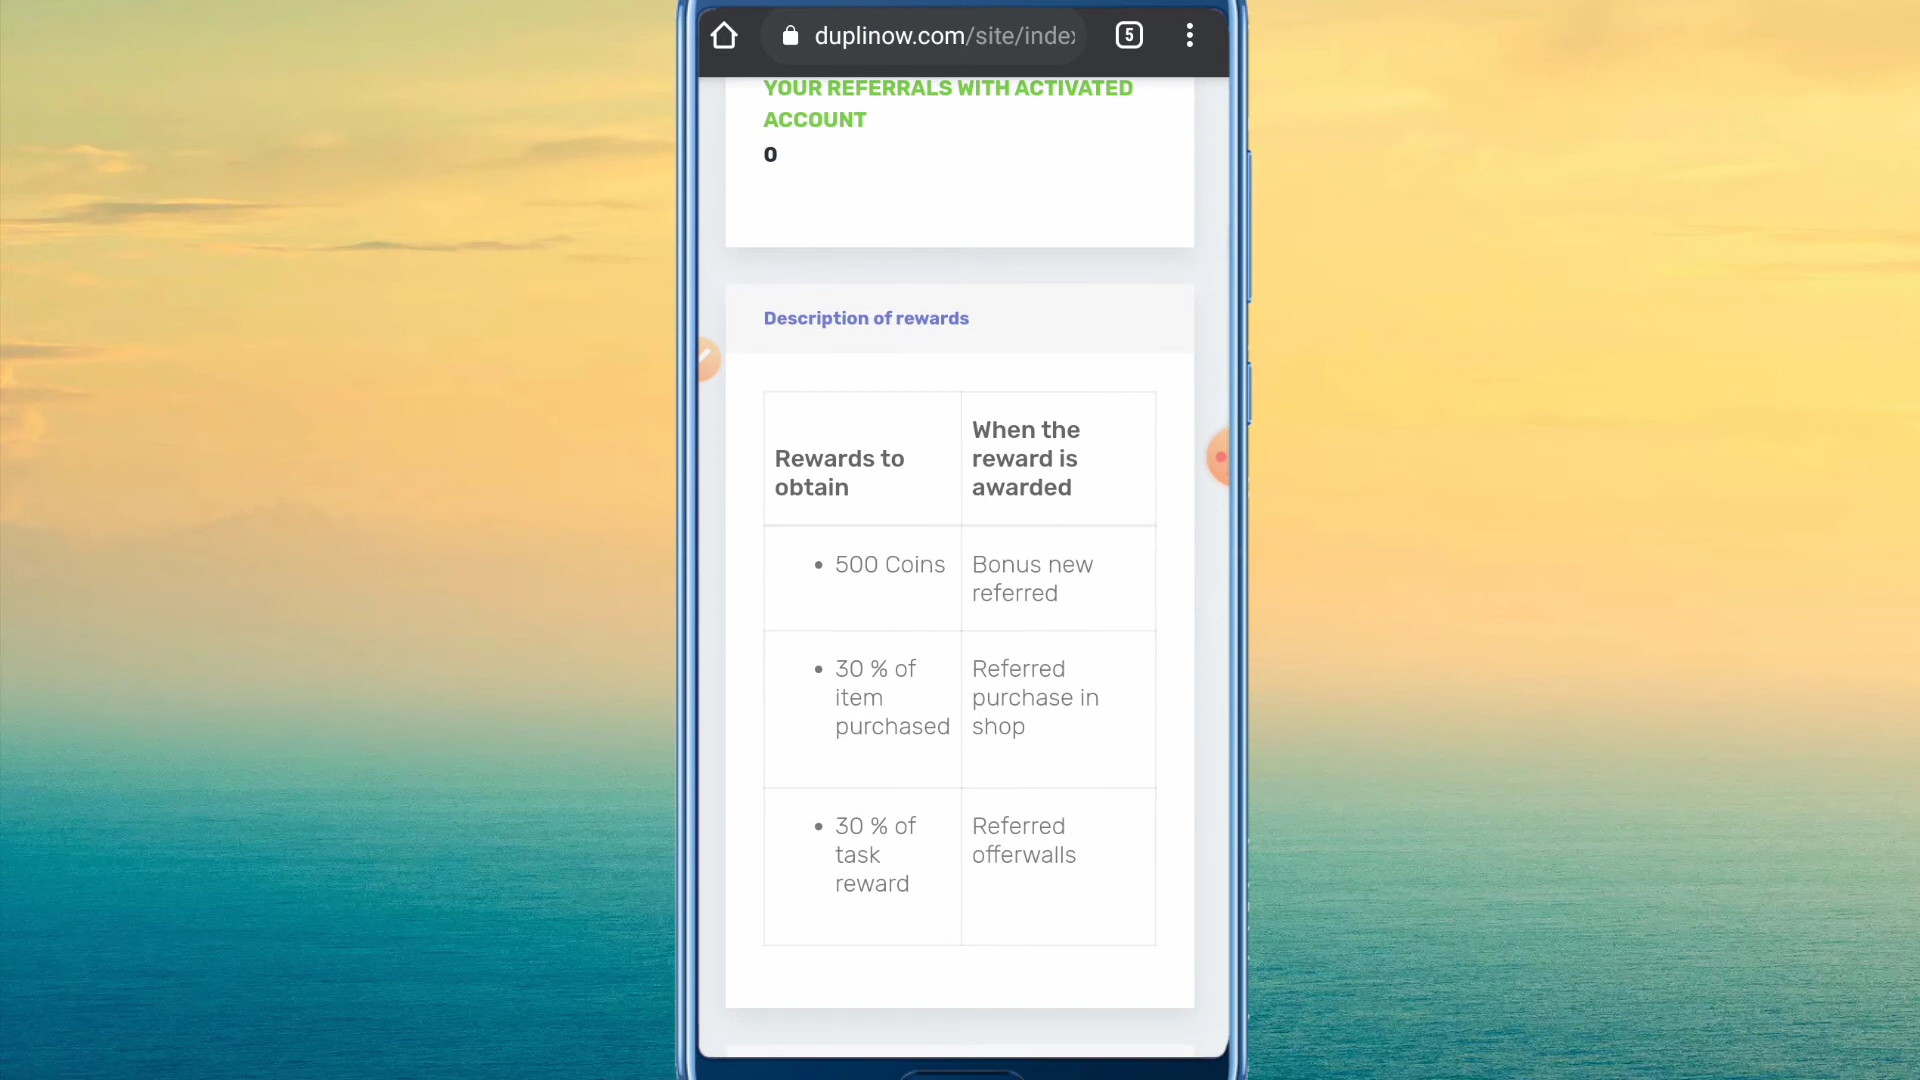 duplinow.com/site/index
5
YOUR REFERRALS WITH ACTIVATED
ACCOUNT
0
Description of rewards
Rewards to
obtain
When the
reward is
awarded
• 500 Coins
Bonus new
referred
• 30 % of
item
purchased
Referred
purchase in
shop
• 30 % of
task
reward
Referred
offerwalls